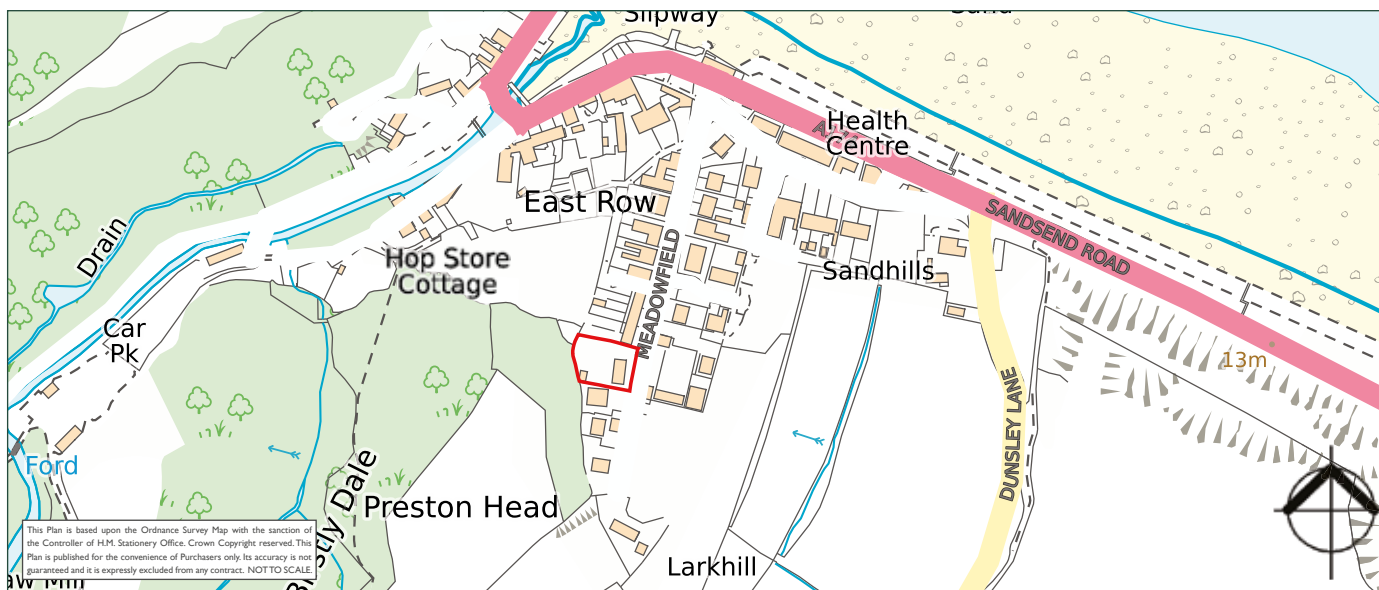 Slipway
Health
Centre
East Row
SANDSEND ROAD
Drain
Hop Store
Cottage
MEADOWFIELD
Sandhills
Car
Pk
13m
DUNSLEY LANE
Ford
Preston Head
Larkhill
This Plan is based upon the Ordnance Survey Map with the sanction of
the Controller of H.M. Stationery Office. Crown Copyright reserved. This
Plan is published for the convenience of Purchasers only. Its accuracy is not
guaranteed and it is expressly excluded from any contract. NOT TO SCALE.